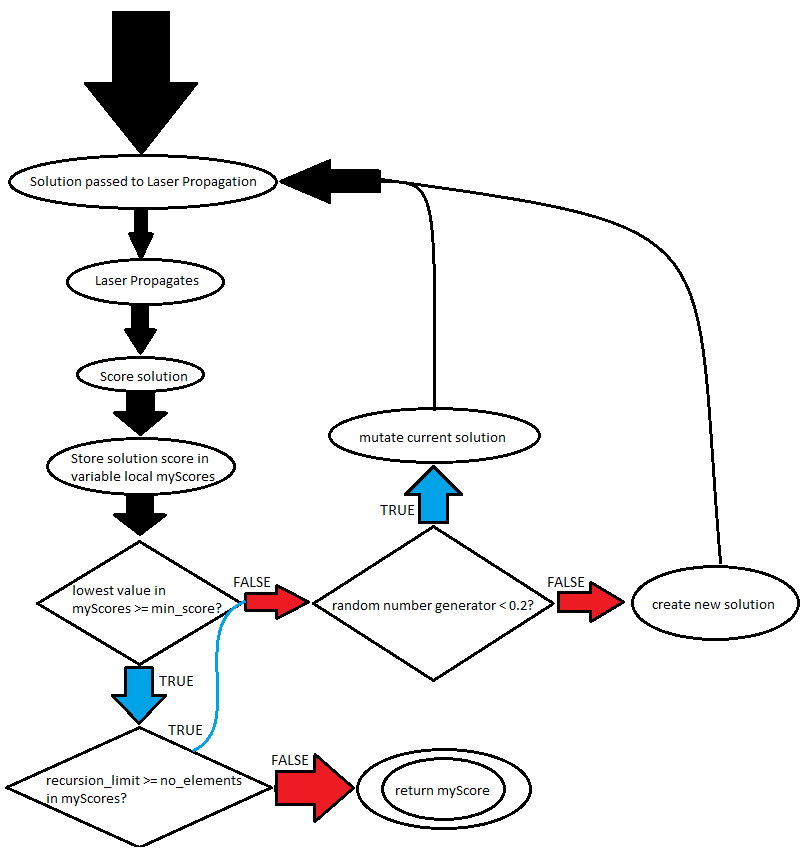 Solution passed to Laser Propagation
Laser Propagates
Score solution
Store solution score in
variable local myScores
mutate current solution
TRUE
lowest value in
myScores >= min_score?
FALSE
random number generator < 0.2?
FALSE
create new solution
TRUE
TRUE
recursion_limit >= no_elements
in myScores?
FALSE
return myScore